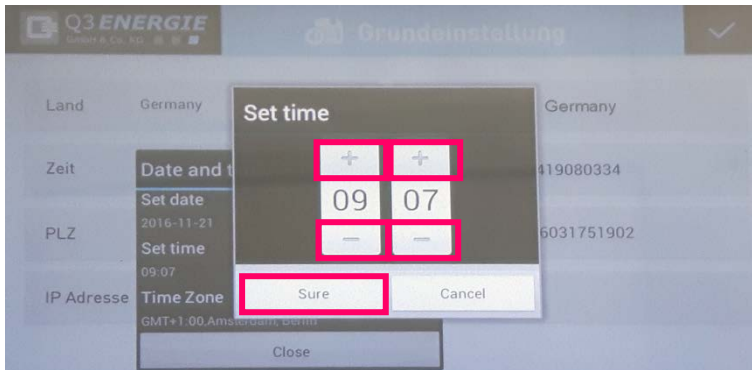 Q3 ENERGIE
GmbH & Co. KG
Grundeinstellung
Land
Germany
Germany
Set time
+ +
09 07
− −
Sure
Cancel
Zeit
Date and t
419080334
Set date
2016-11-21
PLZ
6031751902
Set time
09:07
IP Adresse
Time Zone
GMT+1:00,Amsterdam, Berlin
Close